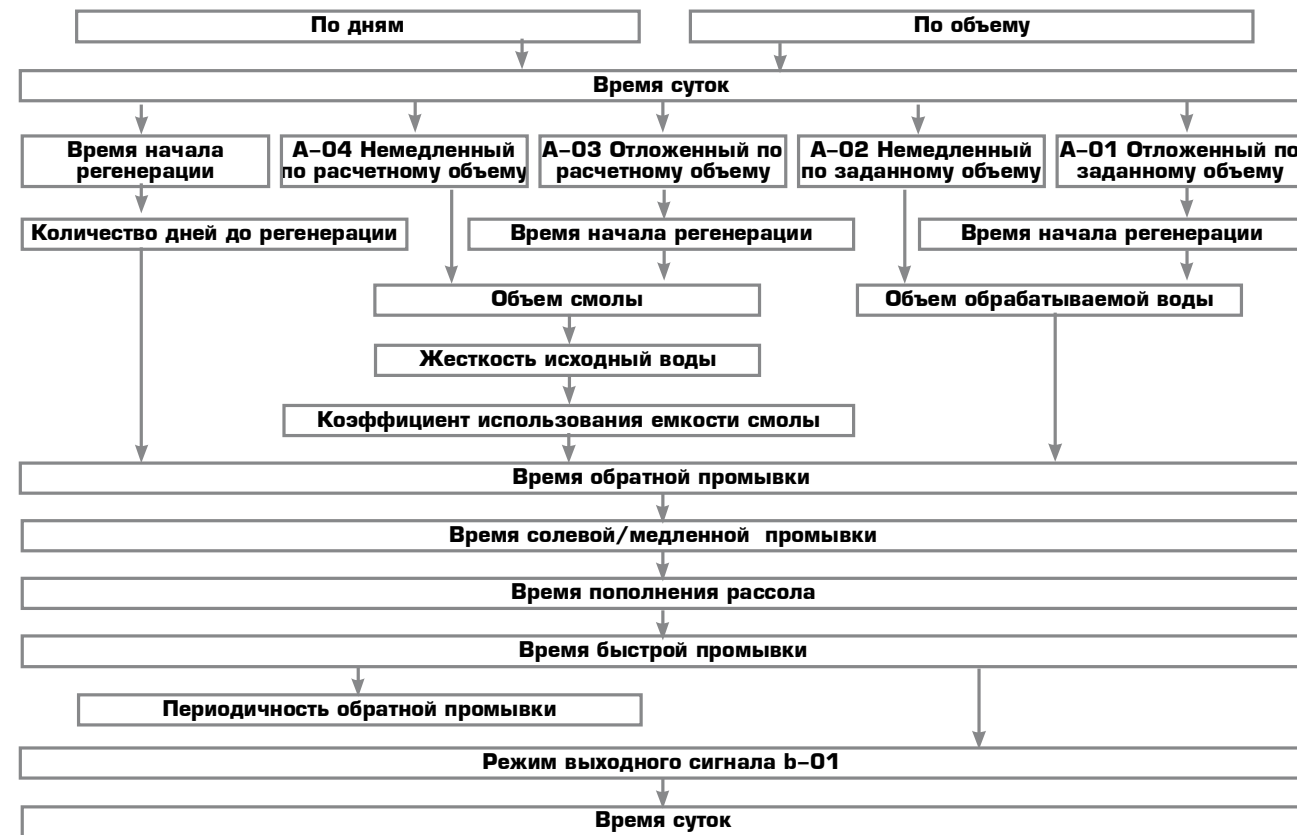 По дням
По объему
Время суток
Время начала
регенерации
А–04 Немедленный
по расчетному объему
А–03 Отложенный по
расчетному объему
А–02 Немедленный
по заданному объему
А–01 Отложенный по
заданному объему
Количество дней до регенерации
Время начала регенерации
Время начала регенерации
Объем смолы
Объем обрабатываемой воды
Жесткость исходный воды
Коэффициент использования емкости смолы
Время обратной промывки
Время солевой/медленной промывки
Время пополнения рассола
Время быстрой промывки
Периодичность обратной промывки
Режим выходного сигнала b–01
Время суток